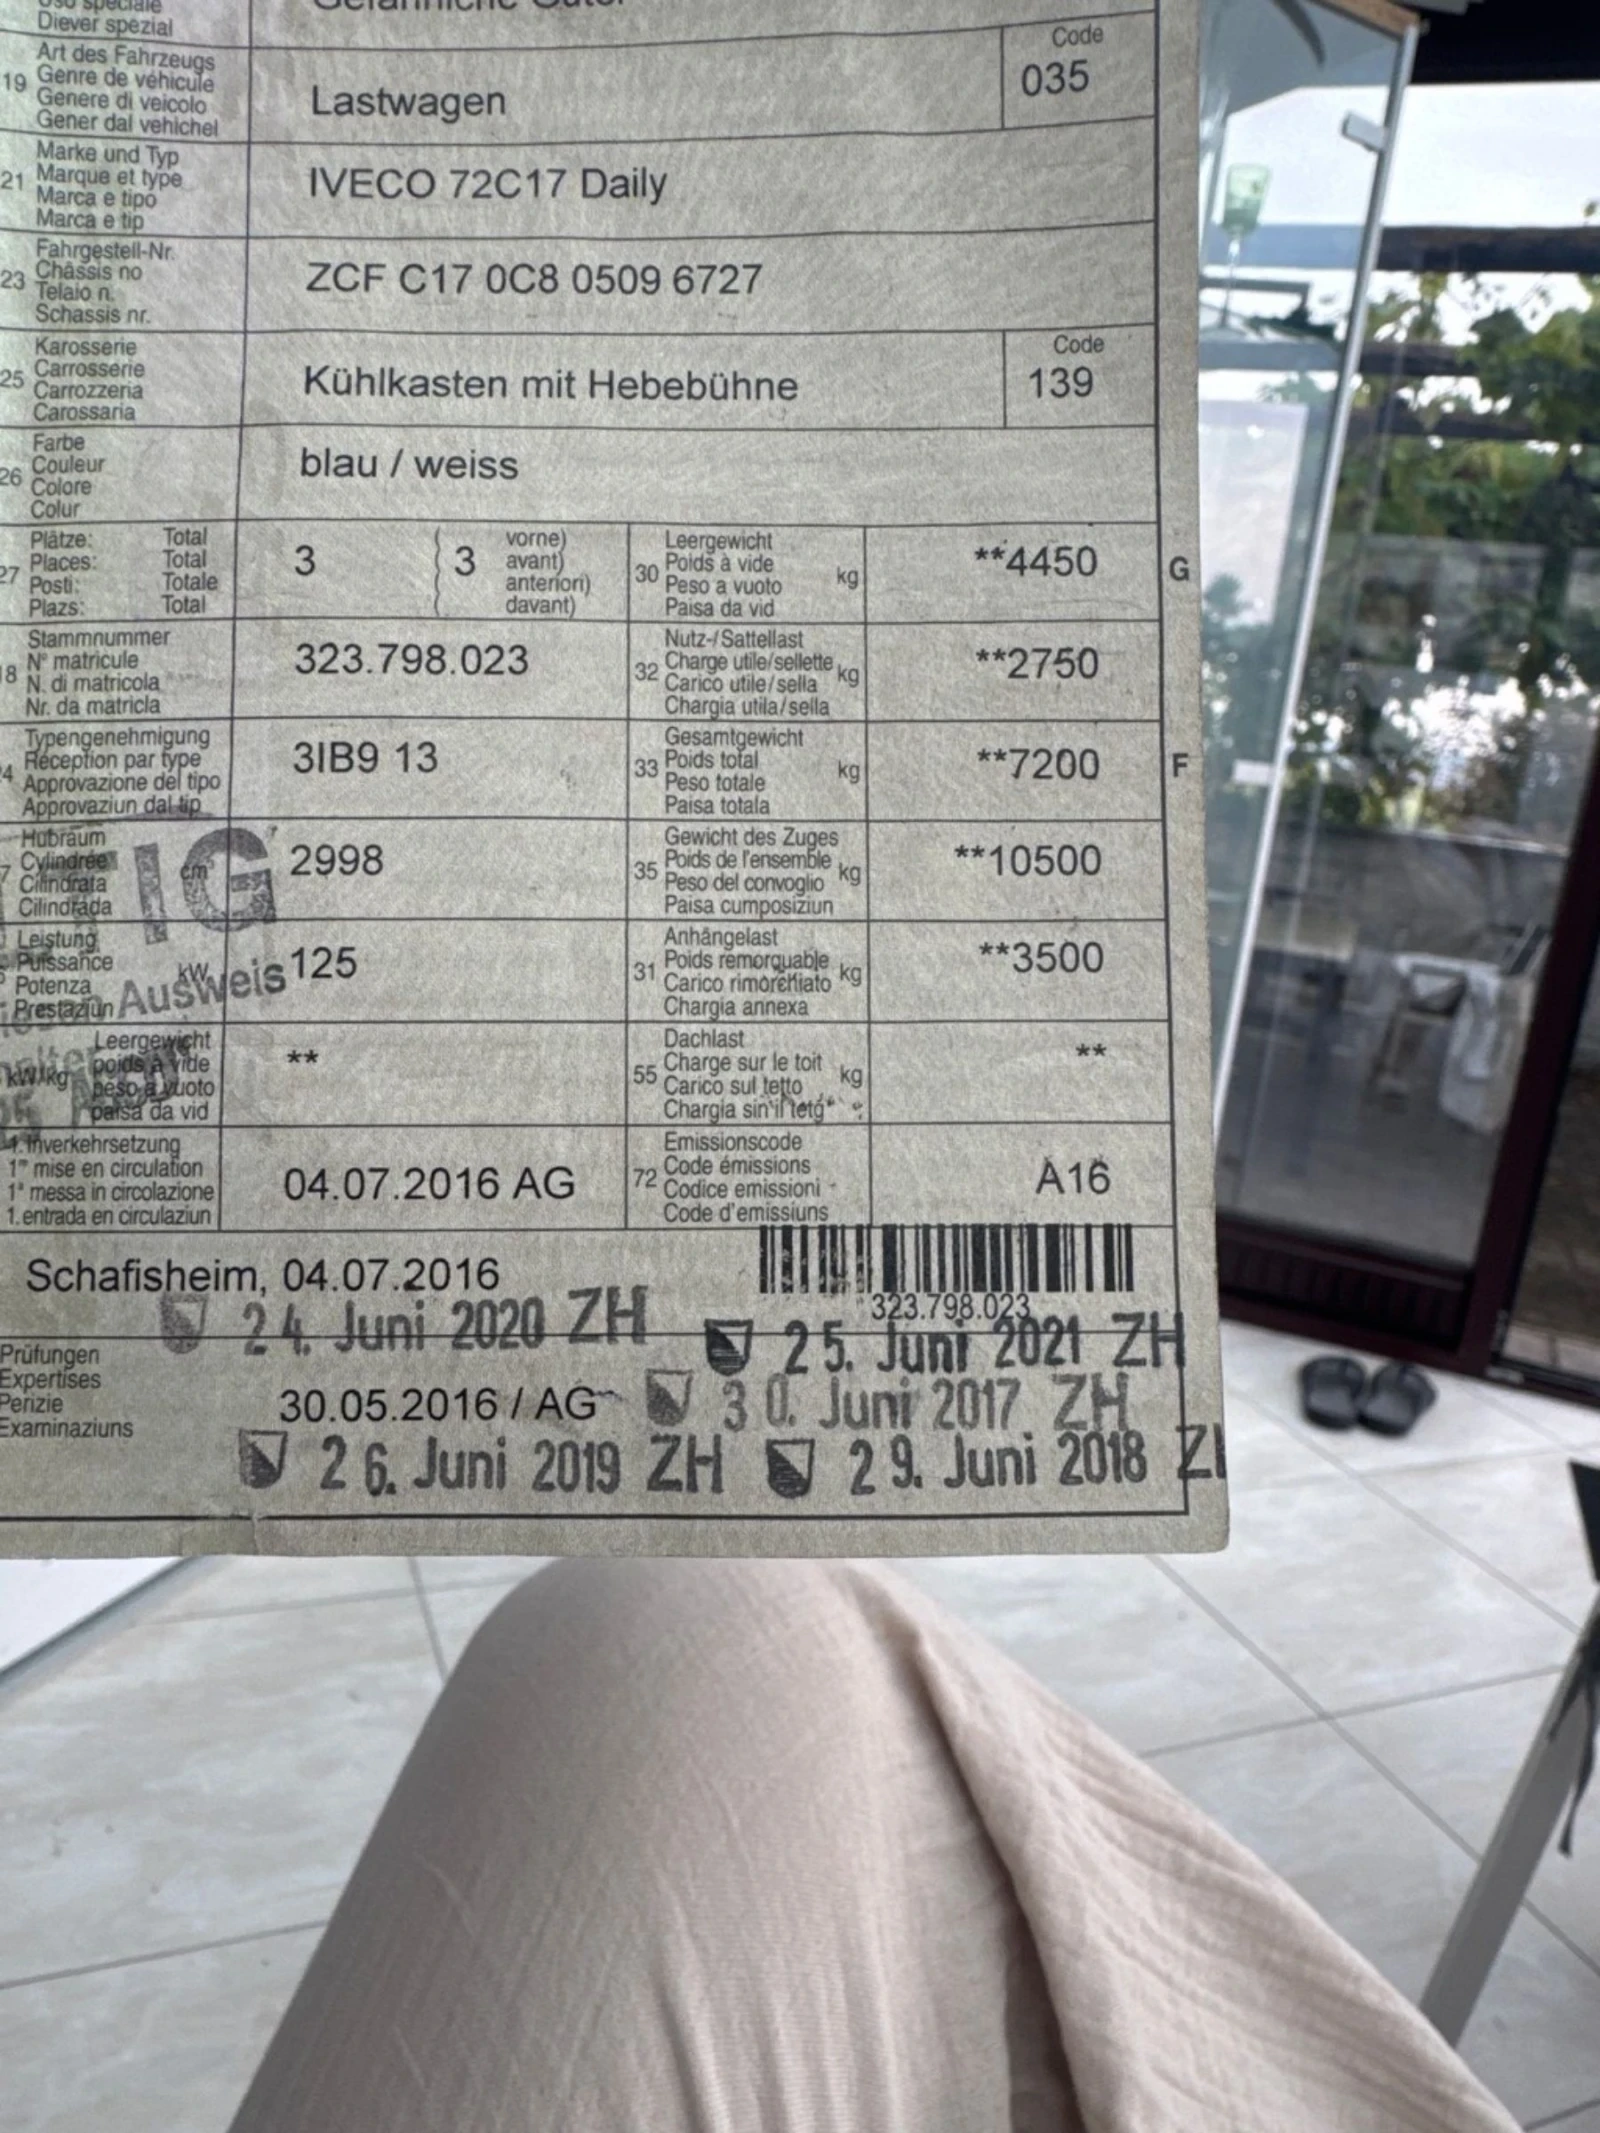 Diever spezial
19 Art des Fahrzeugs
Genre de véhicule
Genere di veicolo
Gener dal vehichel
Lastwagen
Code
035
21 Marke und Typ
Marque et type
Marca e tipo
Marca e tip
IVECO 72C17 Daily
23 Fahrgestell-Nr.
Châssis no
Telaio n.
Schassis nr.
ZCF C17 0C8 0509 6727
25 Karosserie
Carrosserie
Carrozzeria
Carossaria
Kühlkasten mit Hebebühne
Code
139
26 Farbe
Couleur
Colore
Colur
blau / weiss
27 Plätze: Total
Places: Total
Posti: Totale
Plazs: Total
3 ( 3 vorne)
avant)
anteriori)
davant)
30 Leergewicht
Poids à vide
Peso a vuoto kg
Paisa da vid
**4450 G
Stammnummer
N° matricule
N. di matricola
Nr. da matricla
323.798.023
32 Nutz-/Sattellast
Charge utile/sellette kg
Carico utile/sella
Chargia utila/sella
**2750
Typengenehmigung
Réception par type
Approvazione del tipo
Approvaziun dal tip
3IB9 13
33 Gesamtgewicht
Poids total kg
Peso totale
Paisa totala
**7200 F
Hubraum
Cylindrée
Cilindrata cm³
Cilindrada
2998
35 Gewicht des Zuges
Poids de l'ensemble kg
Peso del convoglio
Paisa cumposiziun
**10500
Leistung
Puissance kW
Potenza
Prestaziun
125
Ausweis
31 Anhängelast
Poids remorquable kg
Carico rimorchiato
Chargia annexa
**3500
kW/kg Leergewicht
poids à vide
peso a vuoto
paisa da vid
**
55 Dachlast
Charge sur le toit kg
Carico sul tetto
Chargia sin'il tetg
**
1. Inverkehrsetzung
1re mise en circulation
1a messa in circolazione
1. entrada en circulaziun
04.07.2016 AG
72 Emissionscode
Code émissions
Codice emissioni
Code d'emissiuns
A16
Schafisheim, 04.07.2016
323.798.023
24. Juni 2020 ZH
25. Juni 2021 ZH
Prüfungen
Expertises
Perizie
Examinaziuns
30.05.2016 / AG
30. Juni 2017 ZH
26. Juni 2019 ZH
29. Juni 2018